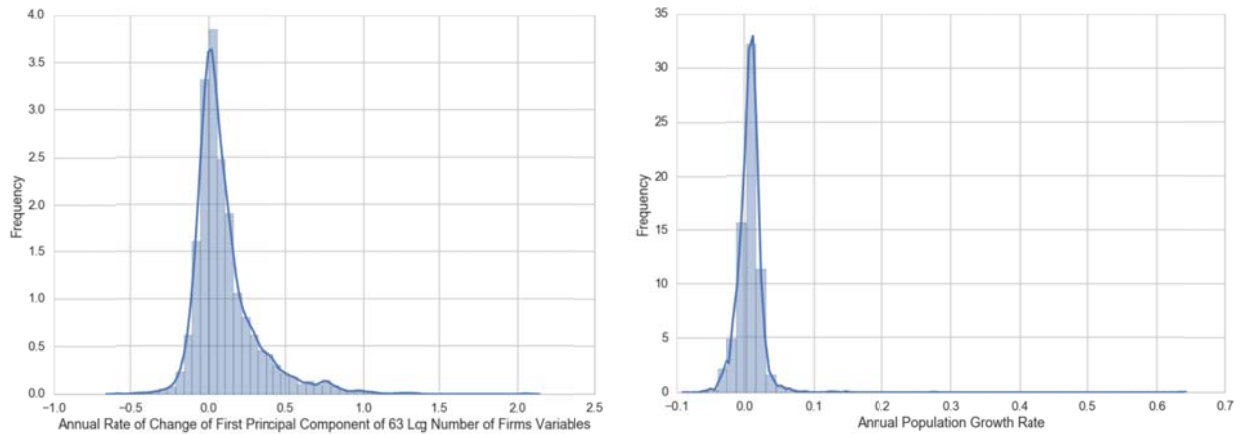 4.0
3.5
3.0
2.5
2.0
1.5
1.0
0.5
0.0
Frequency
−1.0 −0.5 0.0 0.5 1.0 1.5 2.0 2.5
Annual Rate of Change of First Principal Component of 63 Log Number of Firms Variables
35
30
25
20
15
10
5
0
Frequency
−0.1 0.0 0.1 0.2 0.3 0.4 0.5 0.6 0.7
Annual Population Growth Rate